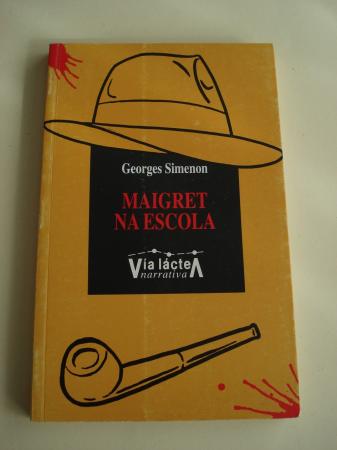 Georges Simenon
MAIGRET
NA ESCOLA
Vía lácteA
narrativa